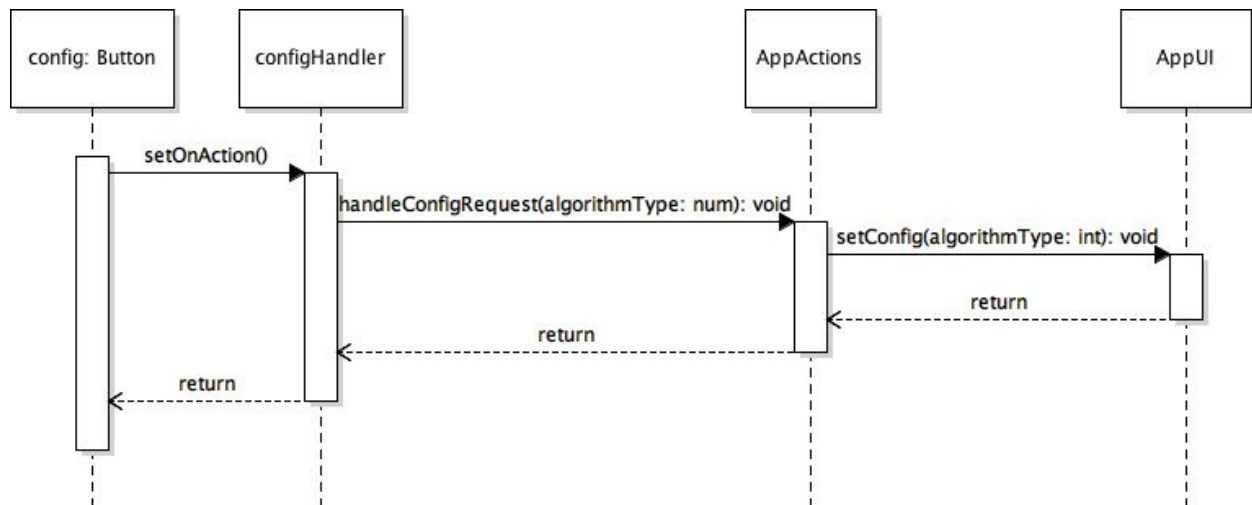 config: Button
configHandler
AppActions
AppUI
setOnAction()
handleConfigRequest(algorithmType: num): void
setConfig(algorithmType: int): void
return
return
return